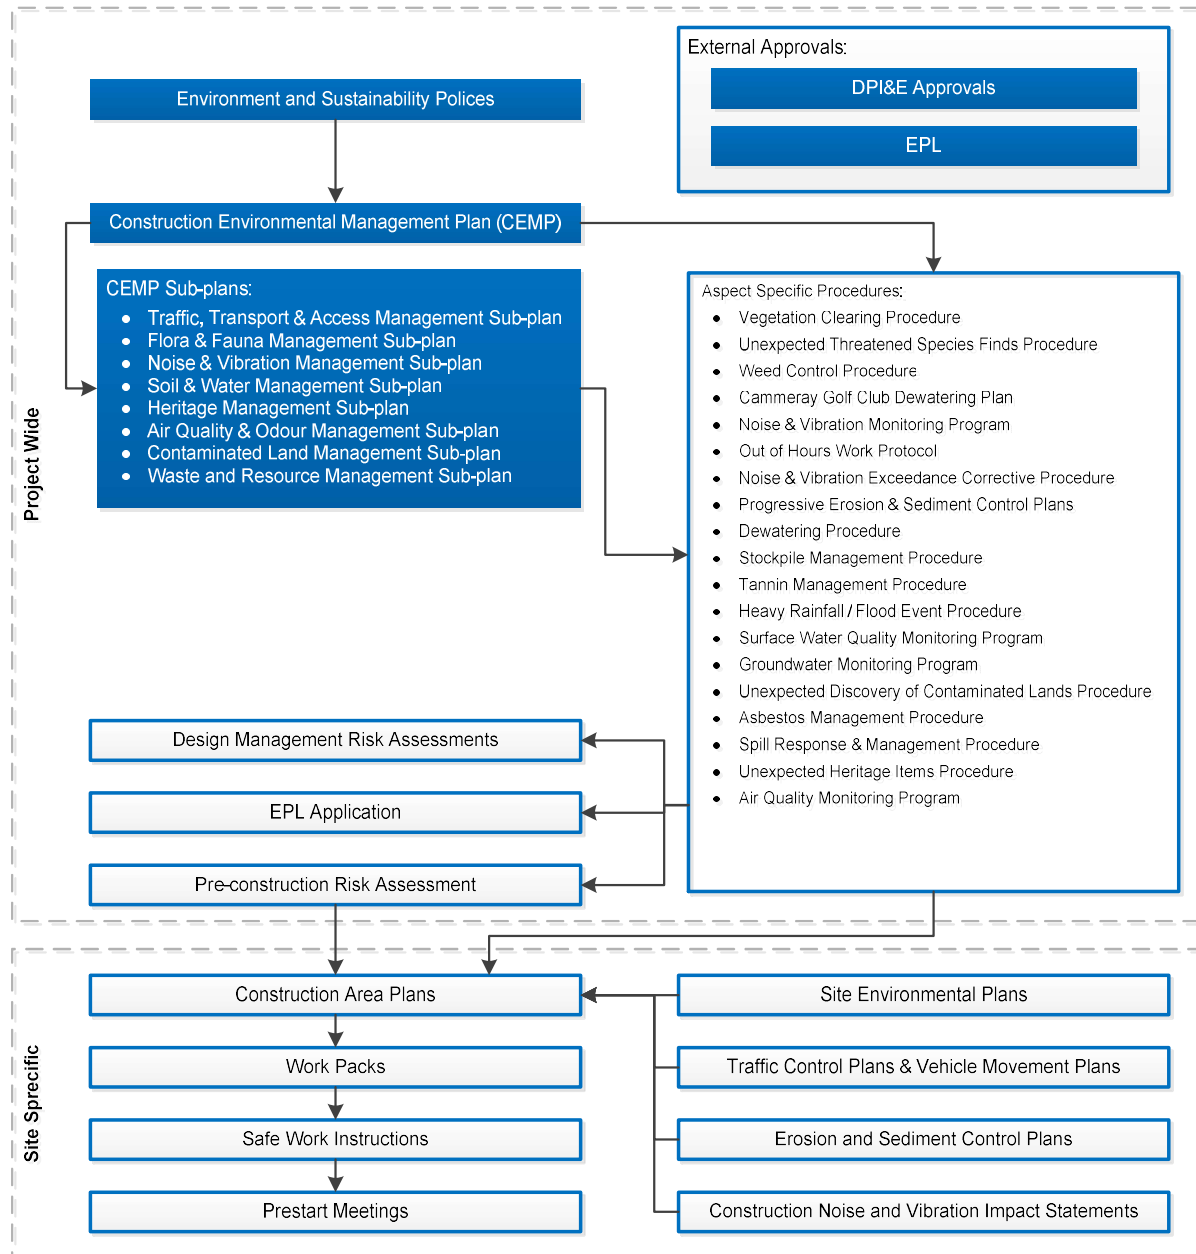 External Approvals:
DPI&E Approvals
EPL
Environment and Sustainability Polices
Construction Environmental Management Plan (CEMP)
CEMP Sub-plans:
● Traffic, Transport & Access Management Sub-plan
● Flora & Fauna Management Sub-plan
● Noise & Vibration Management Sub-plan
● Soil & Water Management Sub-plan
● Heritage Management Sub-plan
● Air Quality & Odour Management Sub-plan
● Contaminated Land Management Sub-plan
● Waste and Resource Management Sub-plan
Aspect Specific Procedures:
● Vegetation Clearing Procedure
● Unexpected Threatened Species Finds Procedure
● Weed Control Procedure
● Cammeray Golf Club Dewatering Plan
● Noise & Vibration Monitoring Program
● Out of Hours Work Protocol
● Noise & Vibration Exceedance Corrective Procedure
● Progressive Erosion & Sediment Control Plans
● Dewatering Procedure
● Stockpile Management Procedure
● Tannin Management Procedure
● Heavy Rainfall / Flood Event Procedure
● Surface Water Quality Monitoring Program
● Groundwater Monitoring Program
● Unexpected Discovery of Contaminated Lands Procedure
● Asbestos Management Procedure
● Spill Response & Management Procedure
● Unexpected Heritage Items Procedure
● Air Quality Monitoring Program
Project Wide
Design Management Risk Assessments
EPL Application
Pre-construction Risk Assessment
Site Sprecific
Construction Area Plans
Work Packs
Safe Work Instructions
Prestart Meetings
Site Environmental Plans
Traffic Control Plans & Vehicle Movement Plans
Erosion and Sediment Control Plans
Construction Noise and Vibration Impact Statements